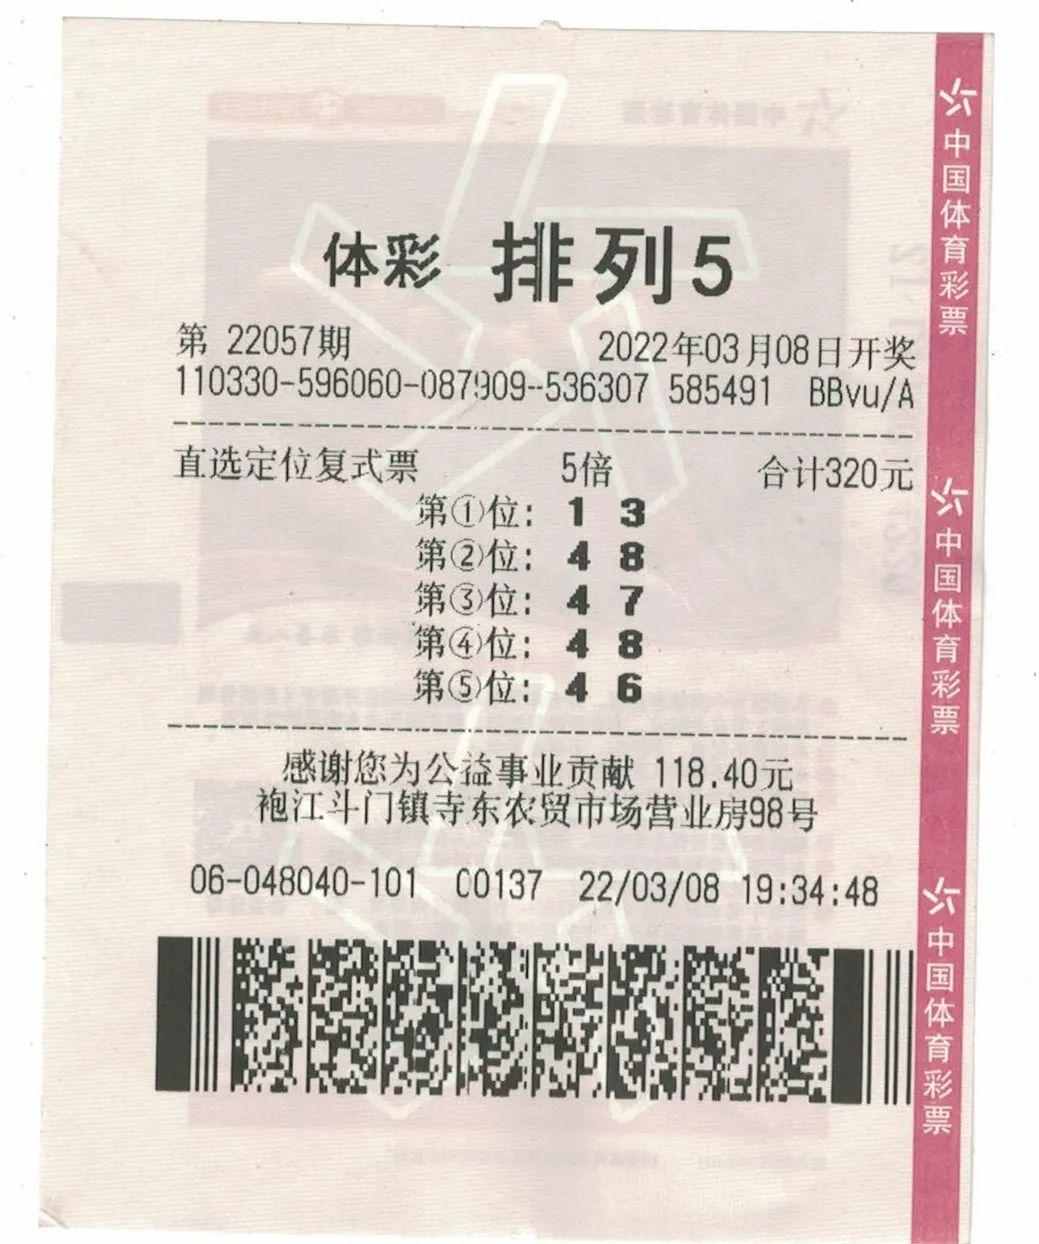 体彩 排列5
第 22057期 2022年03月08日开奖
110330-596060-087909-536307 585491 BBvu/A
直选定位复式票 5倍 合计320元
第①位: 1 3
第②位: 4 8
第③位: 4 7
第④位: 4 8
第⑤位: 4 6
感谢您为公益事业贡献 118.40元
袍江斗门镇寺东农贸市场营业房98号
06-048040-101 C0137 22/03/08 19:34:48
中国体育彩票
中国体育彩票
中国体育彩票